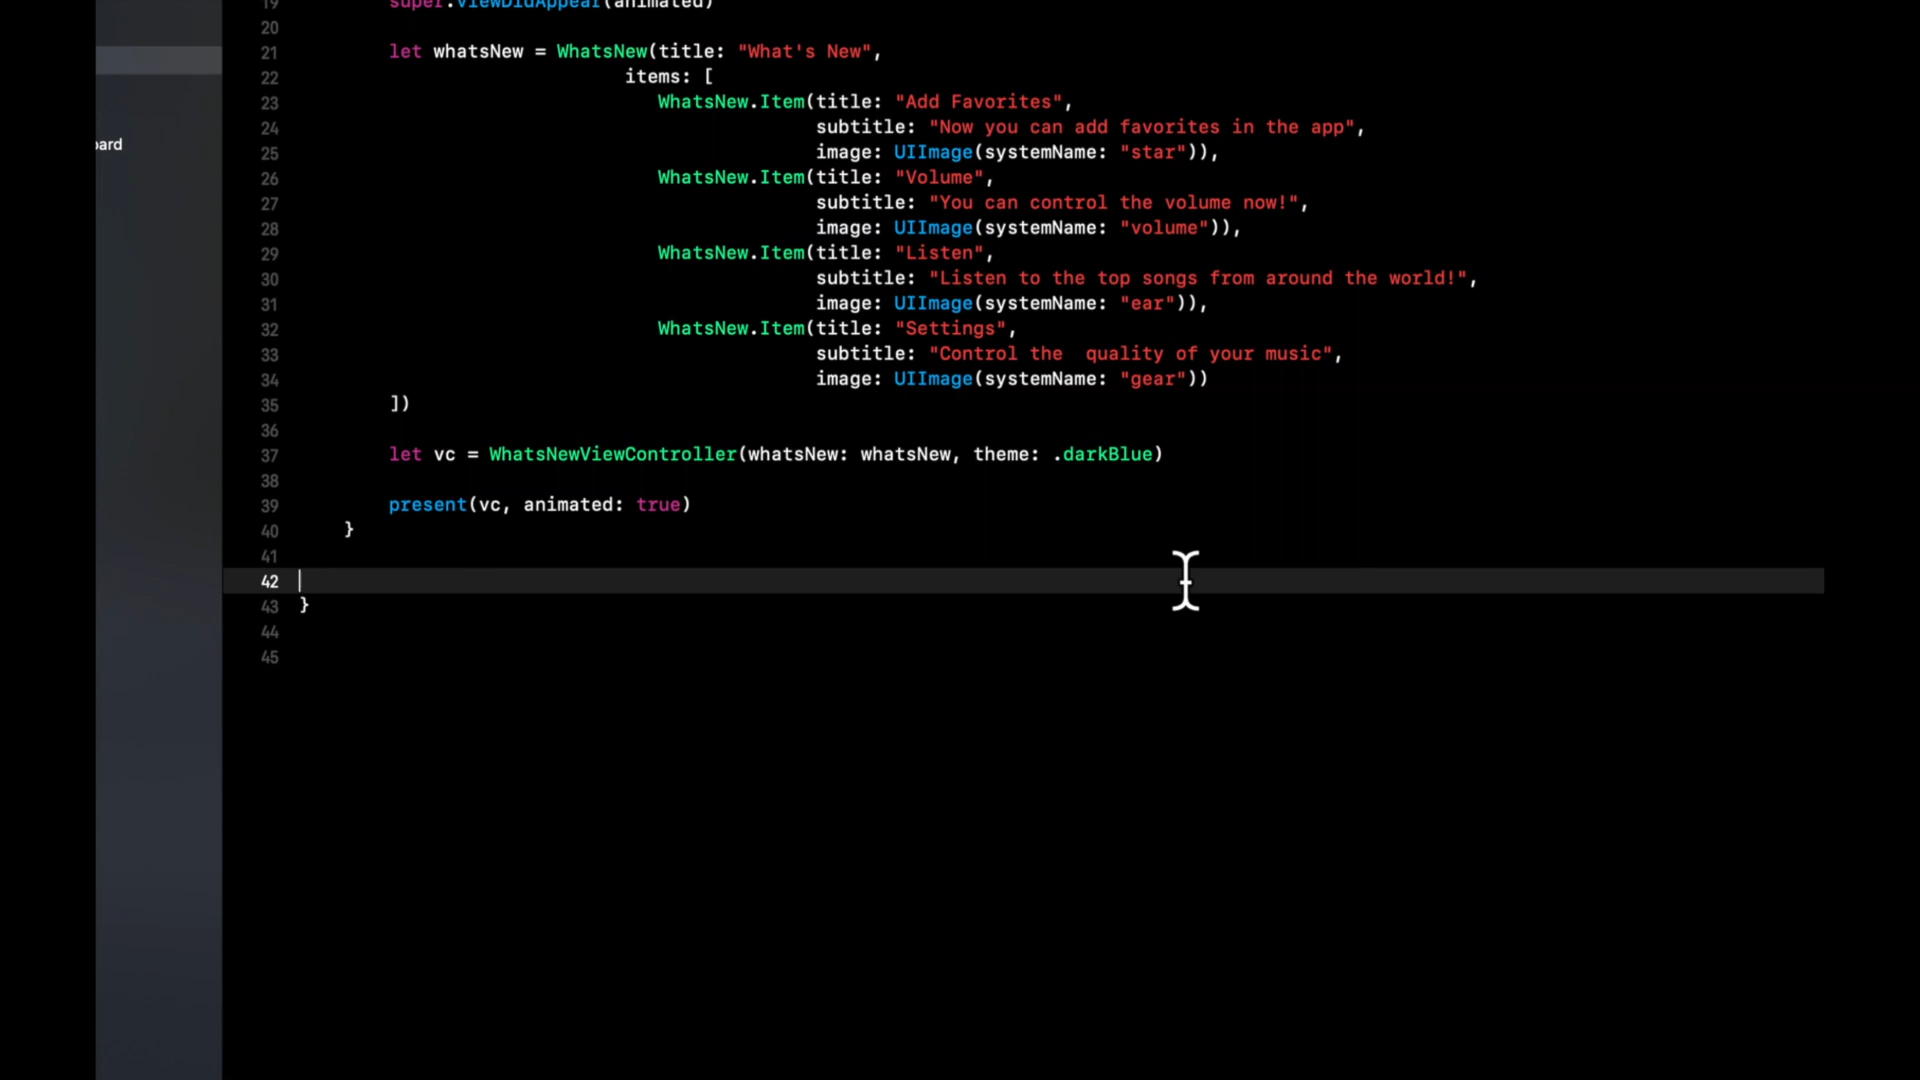 19 super.viewDidAppear(animated)
20
21 let whatsNew = WhatsNew(title: "What's New",
22 items: [
23 WhatsNew.Item(title: "Add Favorites",
24 subtitle: "Now you can add favorites in the app",
25 image: UIImage(systemName: "star")),
26 WhatsNew.Item(title: "Volume",
27 subtitle: "You can control the volume now!",
28 image: UIImage(systemName: "volume")),
29 WhatsNew.Item(title: "Listen",
30 subtitle: "Listen to the top songs from around the world!",
31 image: UIImage(systemName: "ear")),
32 WhatsNew.Item(title: "Settings",
33 subtitle: "Control the  quality of your music",
34 image: UIImage(systemName: "gear"))
35 ])
36
37 let vc = WhatsNewViewController(whatsNew: whatsNew, theme: .darkBlue)
38
39 present(vc, animated: true)
40 }
41
42
43 }
44
45